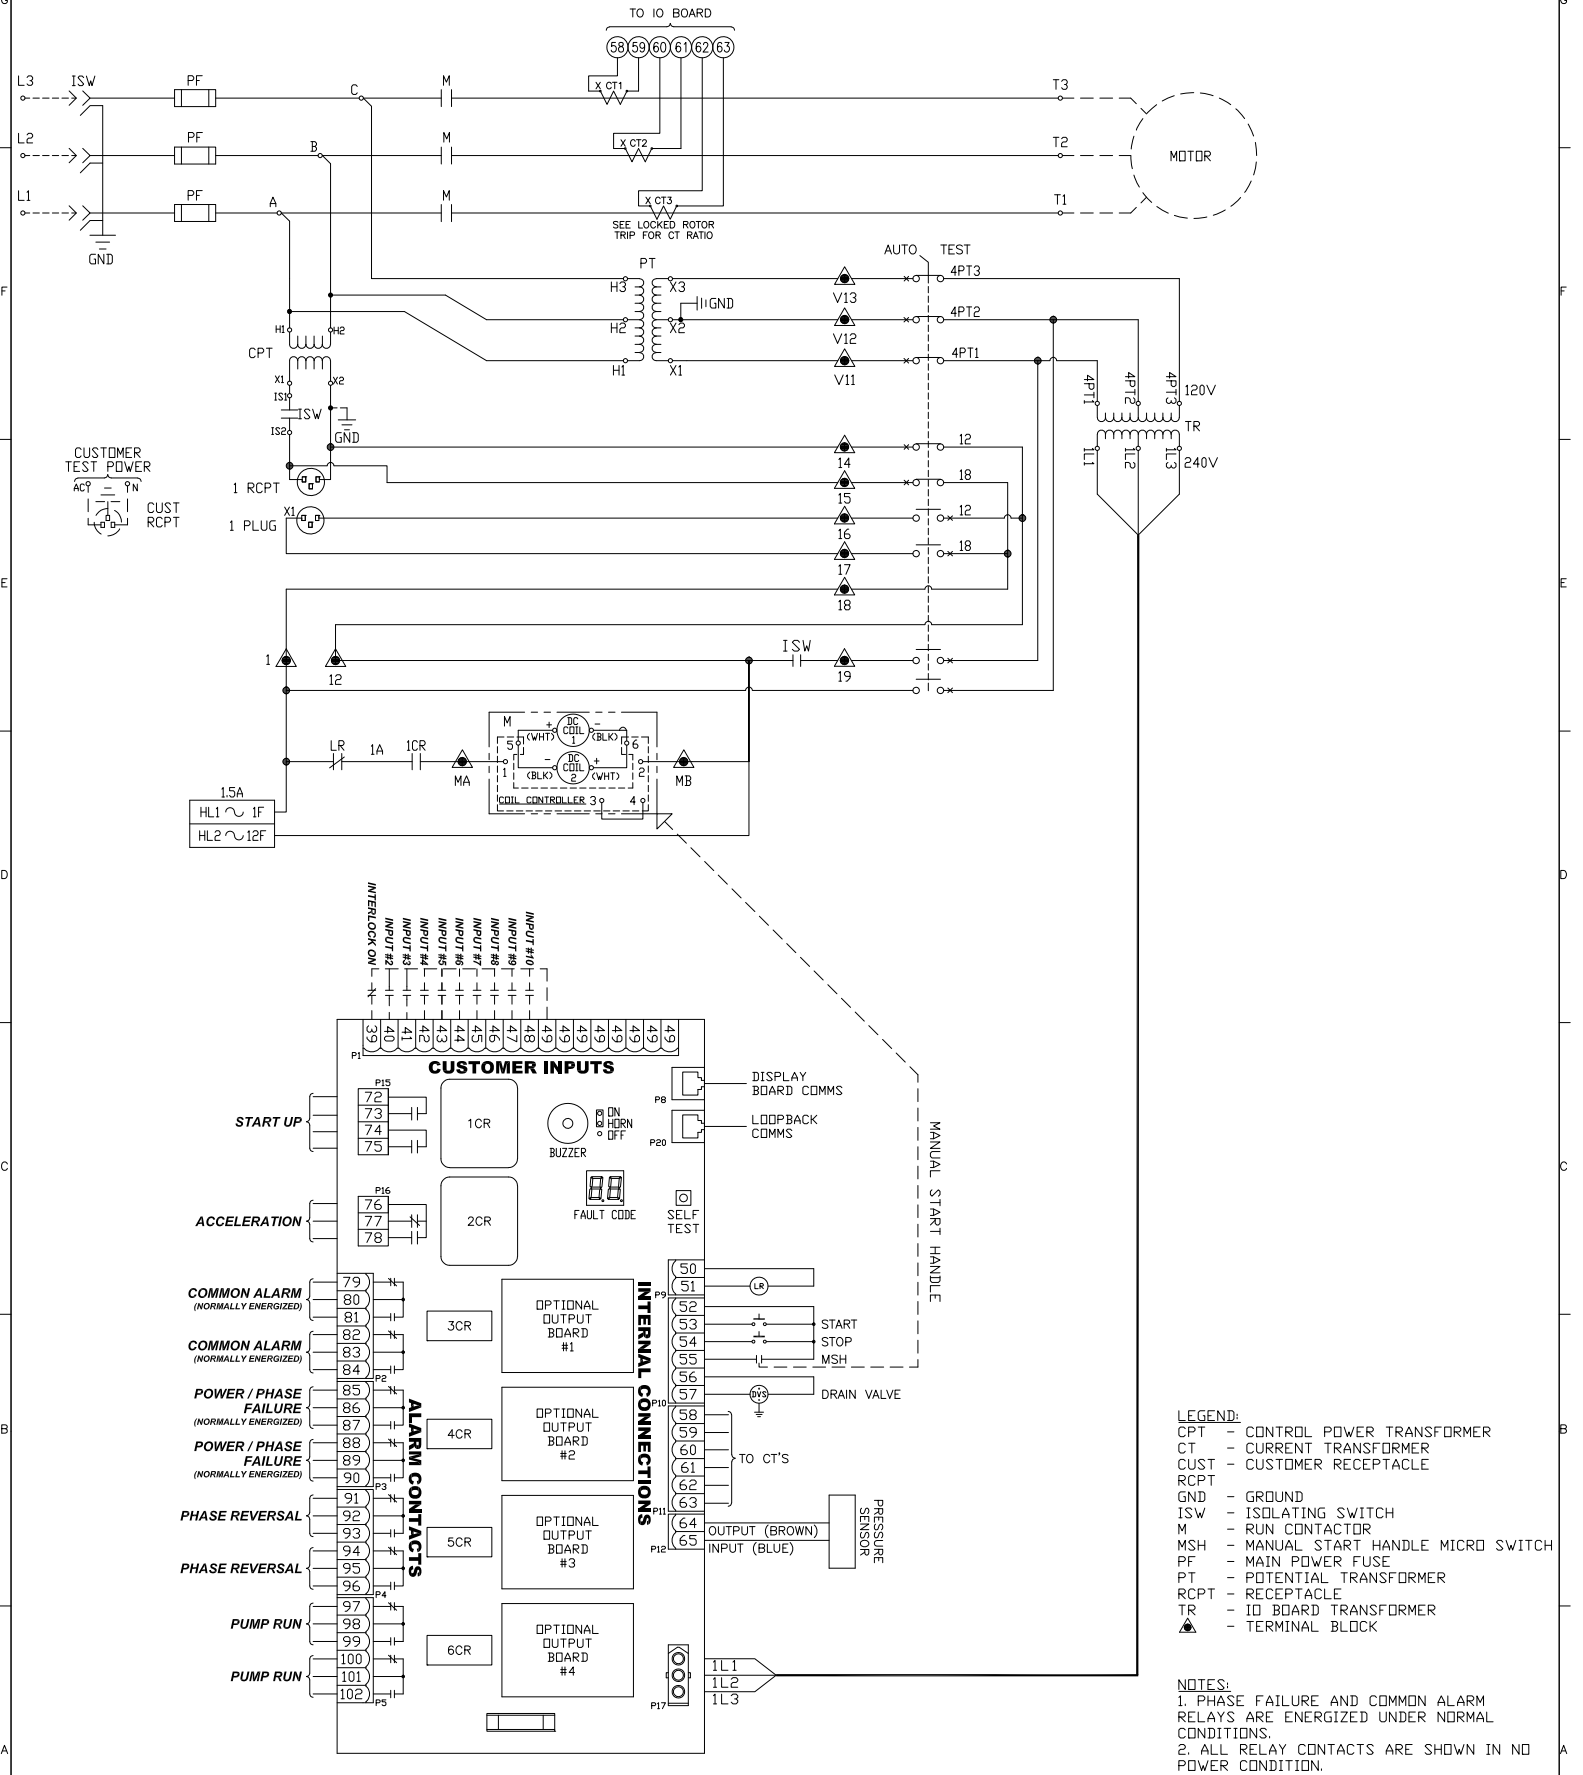 G
G
TO IO BOARD
58 59 60 61 62 63
L3 ISW PF C M X CT1 T3
L2 PF B M X CT2 T2
MOTOR
L1 PF A M X CT3 T1
SEE LOCKED ROTOR
TRIP FOR CT RATIO
GND
AUTO TEST
PT
F
F
H3 X3 V13 4PT3
GND
H2 X2 V12 4PT2
H1 X1 V11 4PT1
H1 H2
CPT
X1 X2
IS1
ISW
IS2
GND
4PT1 4PT2 4PT3 120V
TR
1L1 1L2 1L3 240V
CUSTOMER
TEST POWER
AC N
CUST
RCPT
14 12
1 RCPT
15 18
X1
1 PLUG
16 12
17 18
E
E
18
1
12
ISW
19
LR 1A 1CR
MA
M
+ DC COIL 1 -
(WHT) (BLK)
5 6
- DC COIL 2 +
(BLK) (WHT)
1 2
COIL CONTROLLER 3 4
MB
1.5A
HL1 1F
HL2 12F
D
D
INTERLOCK ON
INPUT #2
INPUT #3
INPUT #4
INPUT #5
INPUT #6
INPUT #7
INPUT #8
INPUT #9
INPUT #10
39 40 41 42 43 44 45 46 47 48 49 49 49 49 49 49 49 49
P1
CUSTOMER INPUTS
P15
72
73
74
75
START UP
1CR
BUZZER
ON
HORN
OFF
P8
DISPLAY
BOARD COMMS
P20
LOOPBACK
COMMS
C
C
P16
76
77
78
ACCELERATION
2CR
FAULT CODE
SELF
TEST
MANUAL START HANDLE
COMMON ALARM
(NORMALLY ENERGIZED)
79
80
81
COMMON ALARM
(NORMALLY ENERGIZED)
82
83
84
P2
POWER / PHASE
FAILURE
(NORMALLY ENERGIZED)
85
86
87
POWER / PHASE
FAILURE
(NORMALLY ENERGIZED)
88
89
90
P3
PHASE REVERSAL
91
92
93
PHASE REVERSAL
94
95
96
P4
PUMP RUN
97
98
99
PUMP RUN
100
101
102
P5
ALARM CONTACTS
3CR
4CR
5CR
6CR
OPTIONAL
OUTPUT
BOARD
#1
OPTIONAL
OUTPUT
BOARD
#2
OPTIONAL
OUTPUT
BOARD
#3
OPTIONAL
OUTPUT
BOARD
#4
INTERNAL CONNECTIONS
50
51
LR
P9
52
53 START
54 STOP
55 MSH
56
57 DVS DRAIN VALVE
P10
58
59
60
61
62
63
TO CT'S
P11
64 OUTPUT (BROWN)
65 INPUT (BLUE)
P12
PRESSURE
SENSOR
P17
1L1
1L2
1L3
B
B
LEGEND:
CPT - CONTROL POWER TRANSFORMER
CT - CURRENT TRANSFORMER
CUST - CUSTOMER RECEPTACLE
RCPT
GND - GROUND
ISW - ISOLATING SWITCH
M - RUN CONTACTOR
MSH - MANUAL START HANDLE MICRO SWITCH
PF - MAIN POWER FUSE
PT - POTENTIAL TRANSFORMER
RCPT - RECEPTACLE
TR - IO BOARD TRANSFORMER
- TERMINAL BLOCK
NOTES:
1. PHASE FAILURE AND COMMON ALARM
RELAYS ARE ENERGIZED UNDER NORMAL
CONDITIONS.
2. ALL RELAY CONTACTS ARE SHOWN IN NO
POWER CONDITION.
A
A